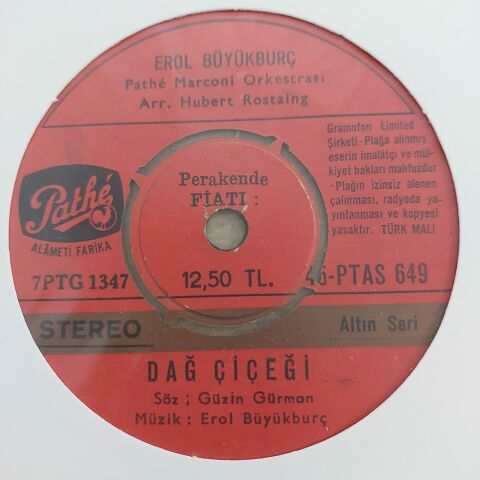 EROL BÜYÜKBURÇ
Pathé Marconi Orkestrası
Arr. Hubert Rostaing
Gramofon Limited
Şirketi - Plağa alınmış
eserin imalâtçı ve mül-
kiyet hakları mahfuzdur
- Plağın izinsiz alenen
çalınması, radyoda ya-
yınlanması ve kopyesi
yasaktır. TÜRK MALI
Pathé
ALÂMETİ FARİKA
Perakende
FİATI :
12,50 TL.
7PTG 1347
45-PTAS 649
STEREO
Altın Seri
DAĞ ÇİÇEĞİ
Söz ; Güzin Gürman
Müzik : Erol Büyükburç